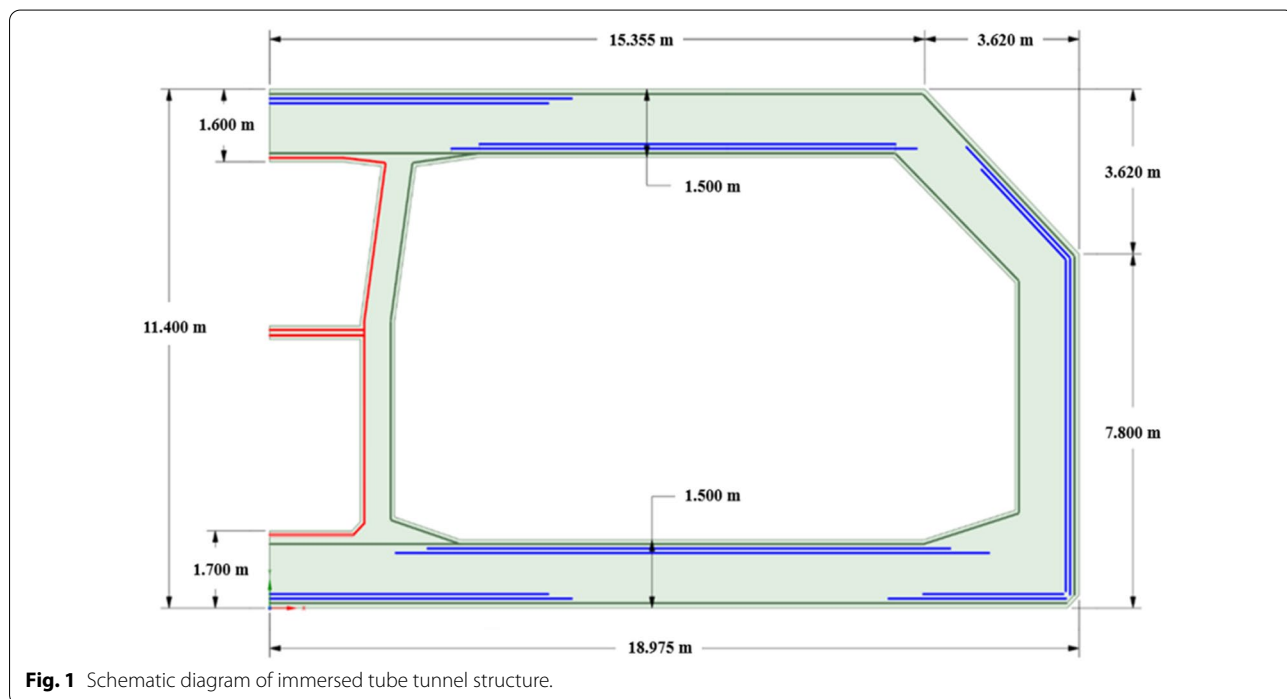 15.355 m
3.620 m
1.600 m
1.500 m
3.620 m
11.400 m
7.800 m
1.500 m
1.700 m
18.975 m
Fig. 1 Schematic diagram of immersed tube tunnel structure.